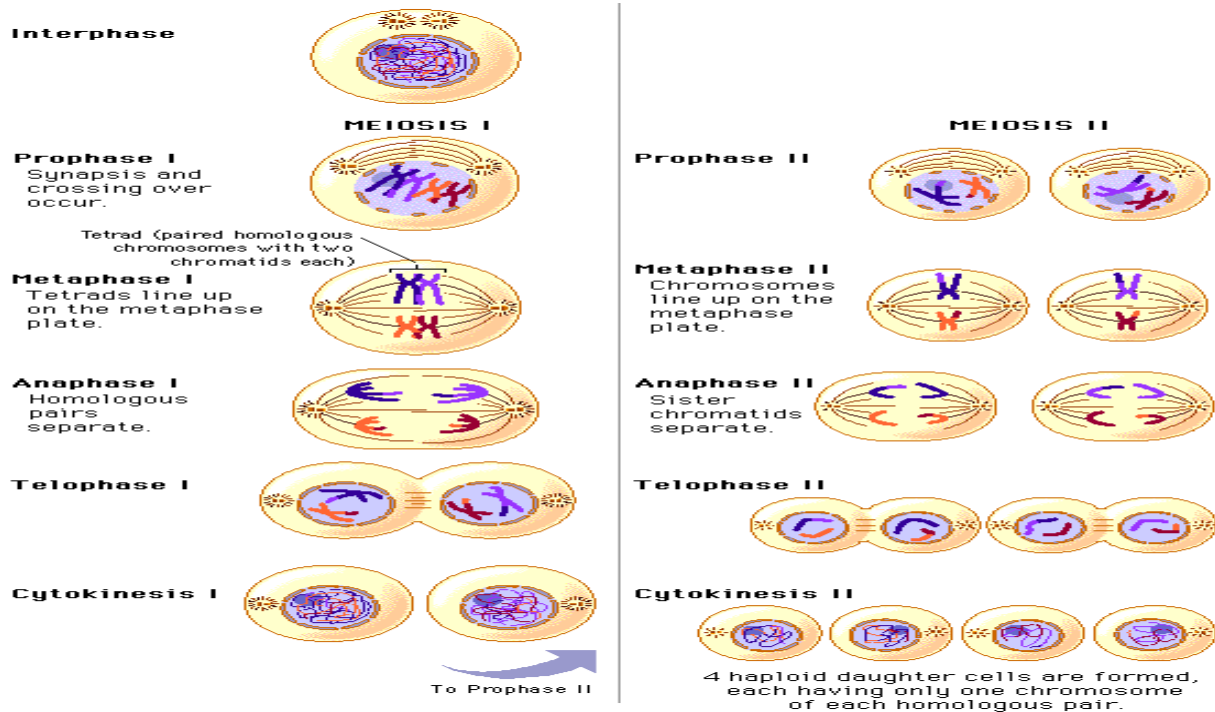 Interphase
MEIOSIS I
Prophase I
Synapsis and
crossing over
occur.
Tetrad (paired homologous
chromosomes with two
chromatids each)
Metaphase I
Tetrads line up
on the metaphase
plate.
Anaphase I
Homologous
pairs
separate.
Telophase I
Cytokinesis I
To Prophase II
MEIOSIS II
Prophase II
Metaphase II
Chromosomes
line up on the
metaphase
plate.
Anaphase II
Sister
chromatids
separate.
Telophase II
Cytokinesis II
4 haploid daughter cells are formed,
each having only one chromosome
of each homologous pair.